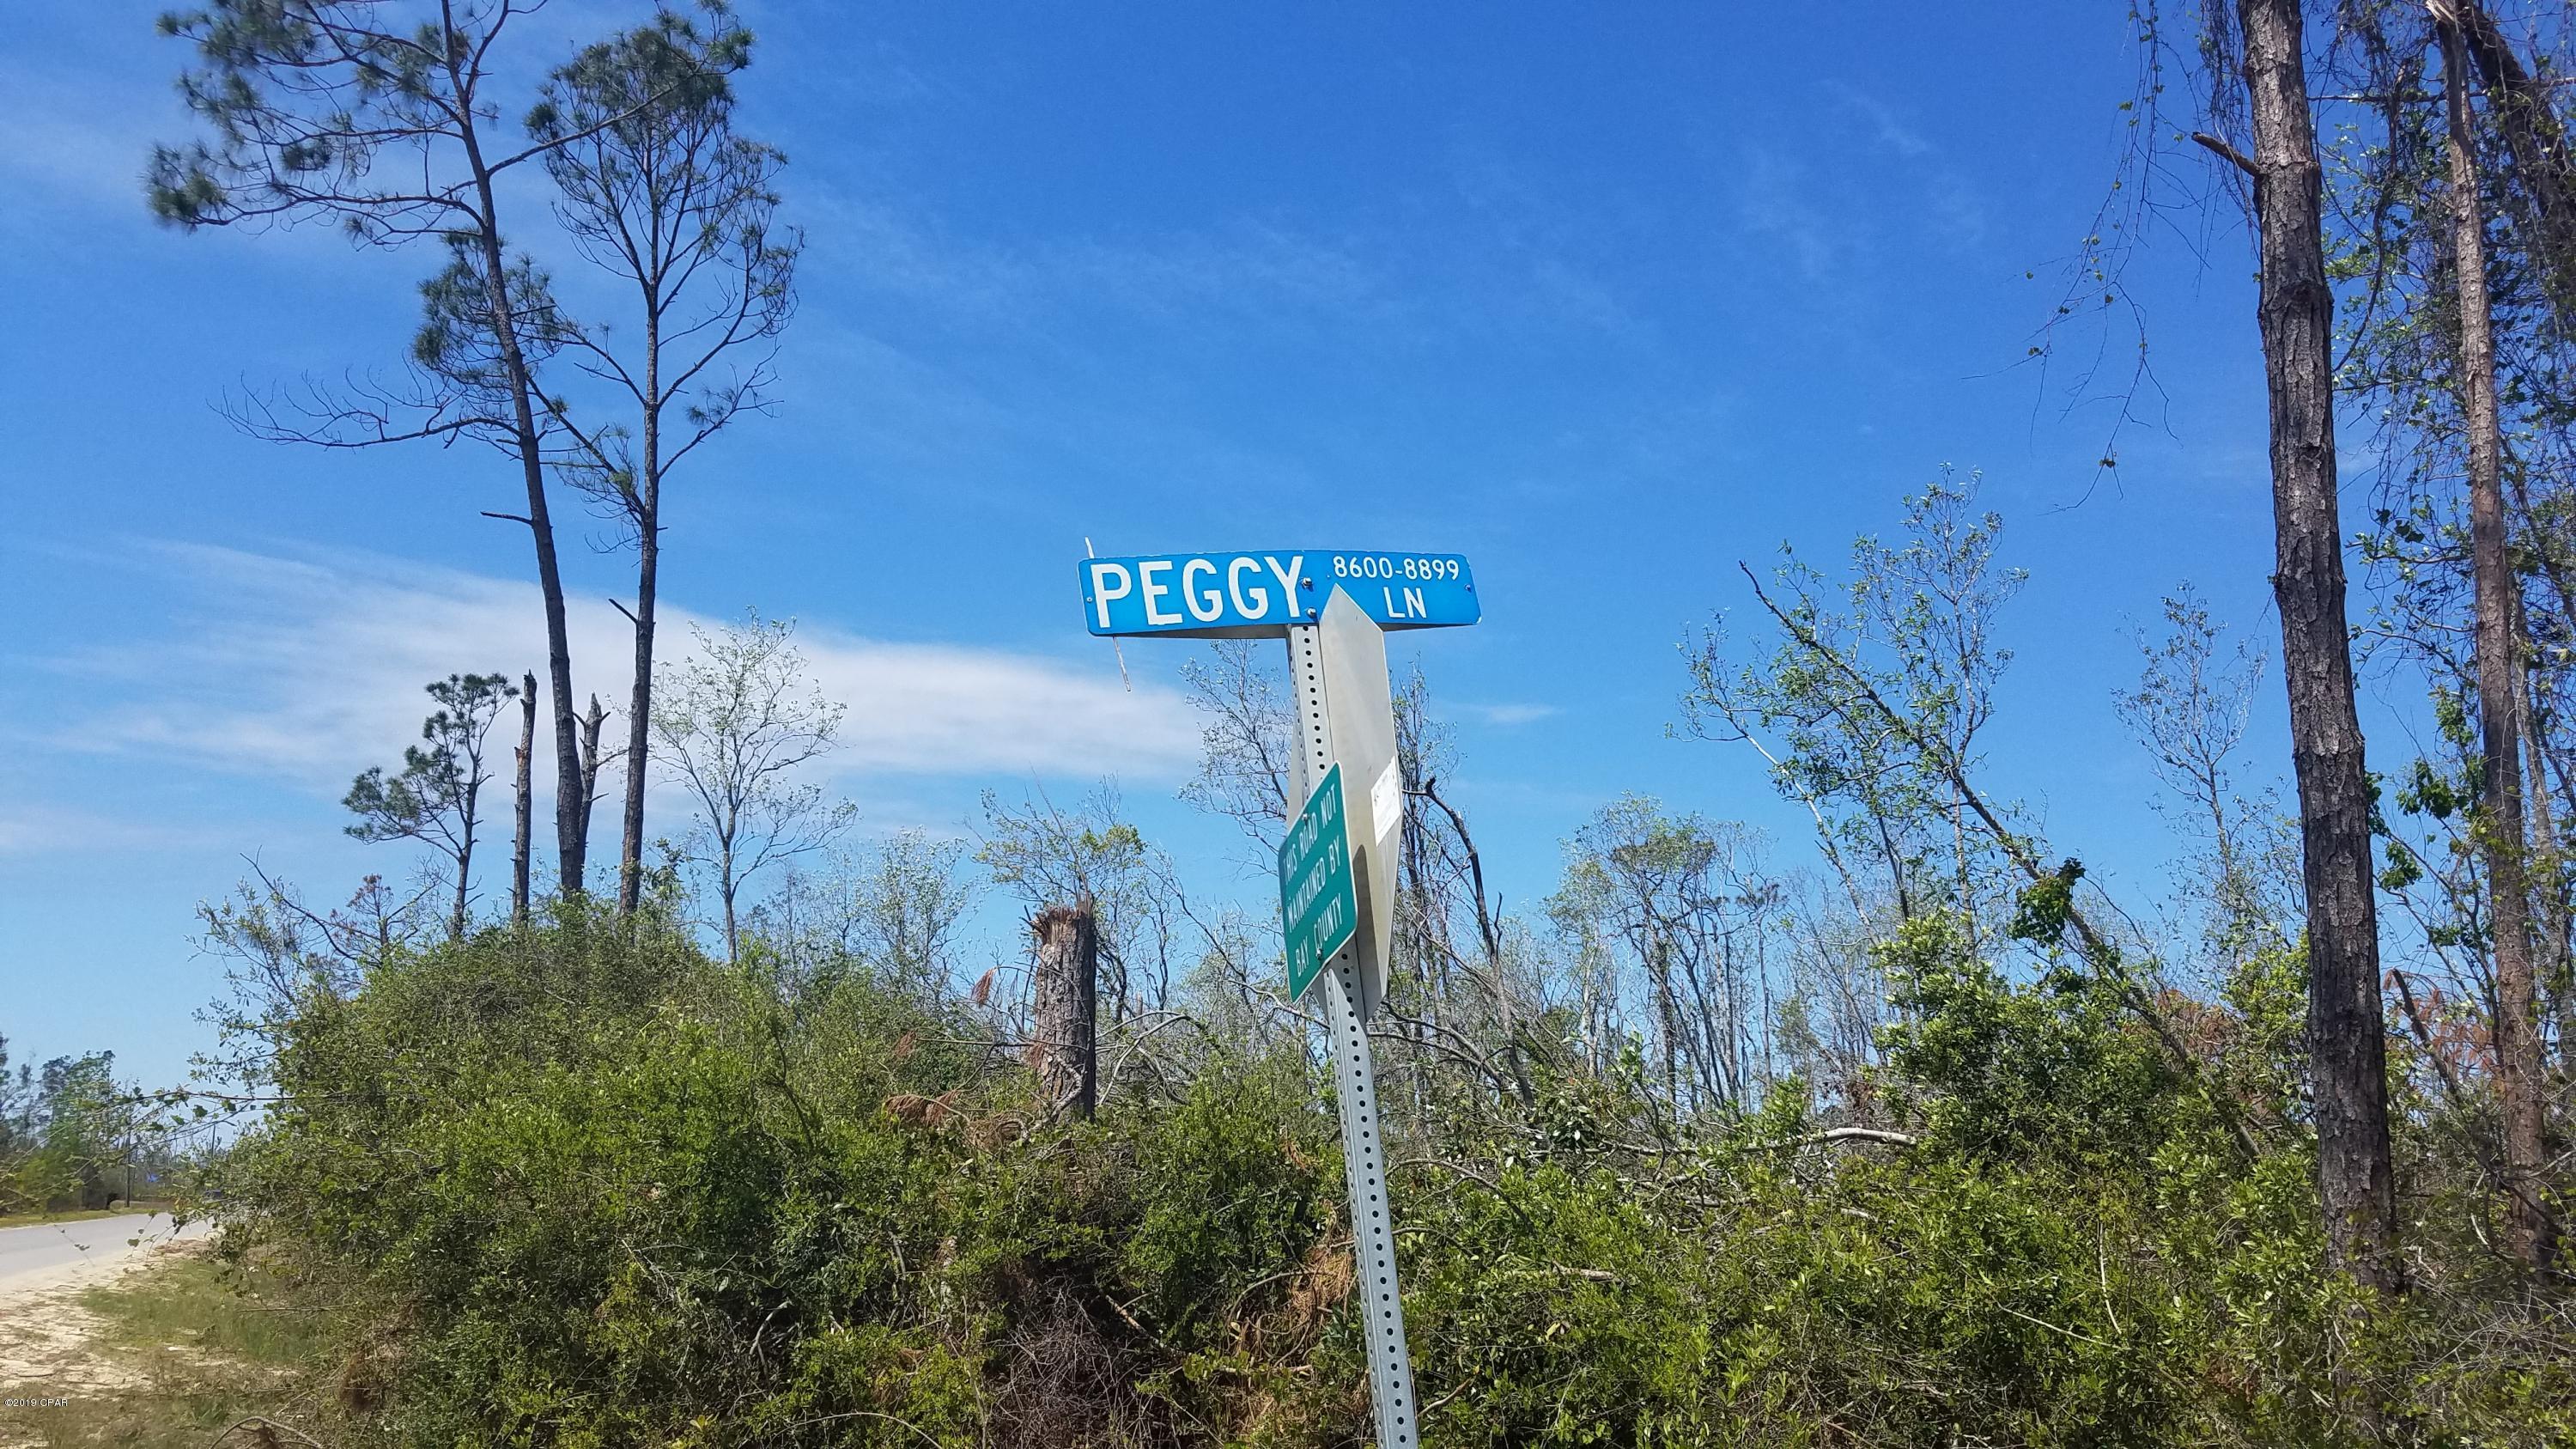 PEGGY 8600-8899
LN
THIS ROAD NOT
MAINTAINED BY
BAY COUNTY
©2019 CPAR